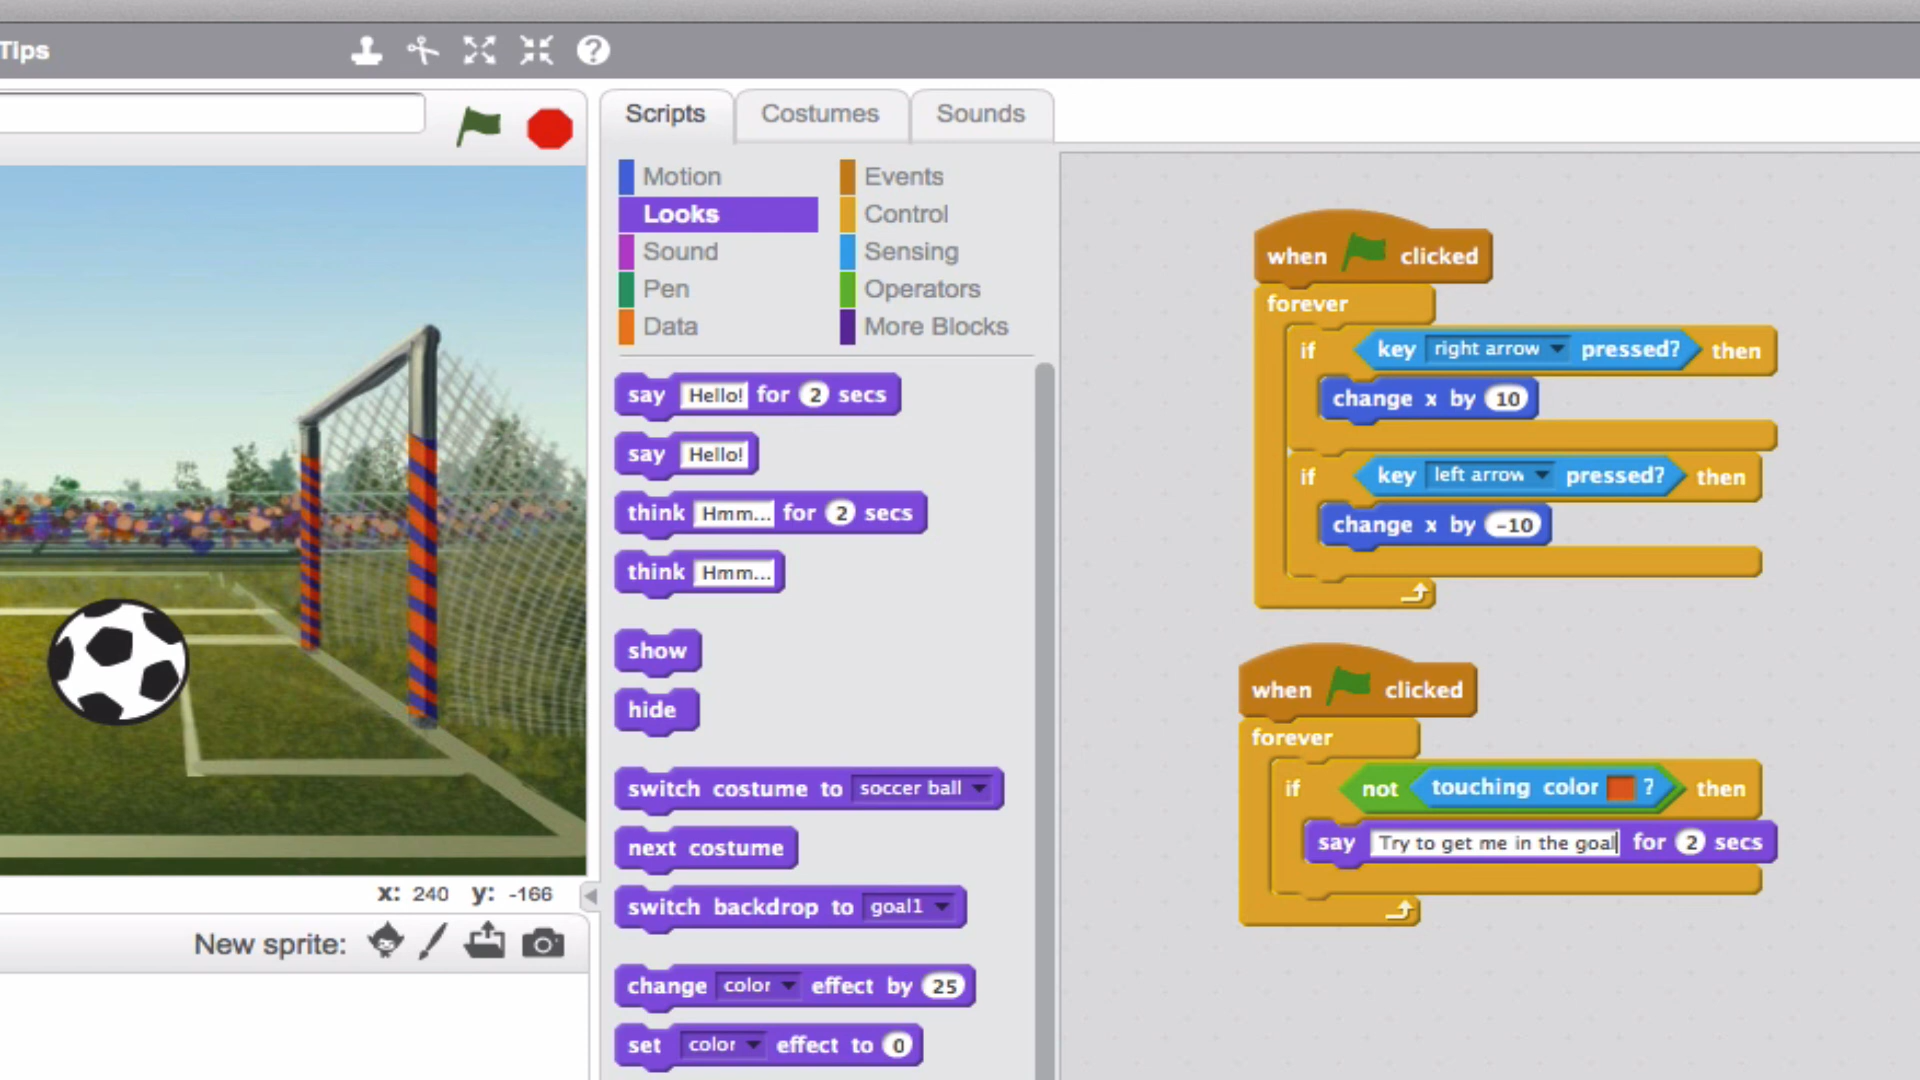 Tips
Scripts
Costumes
Sounds
Motion
Looks
Sound
Pen
Data
Events
Control
Sensing
Operators
More Blocks
say Hello! for 2 secs
say Hello!
think Hmm... for 2 secs
think Hmm...
show
hide
switch costume to soccer ball
next costume
switch backdrop to goal1
change color effect by 25
set color effect to 0
x: 240 y: -166
New sprite:
when clicked
forever
if key right arrow pressed? then
change x by 10
if key left arrow pressed? then
change x by -10
when clicked
forever
if not touching color ? then
say Try to get me in the goal for 2 secs